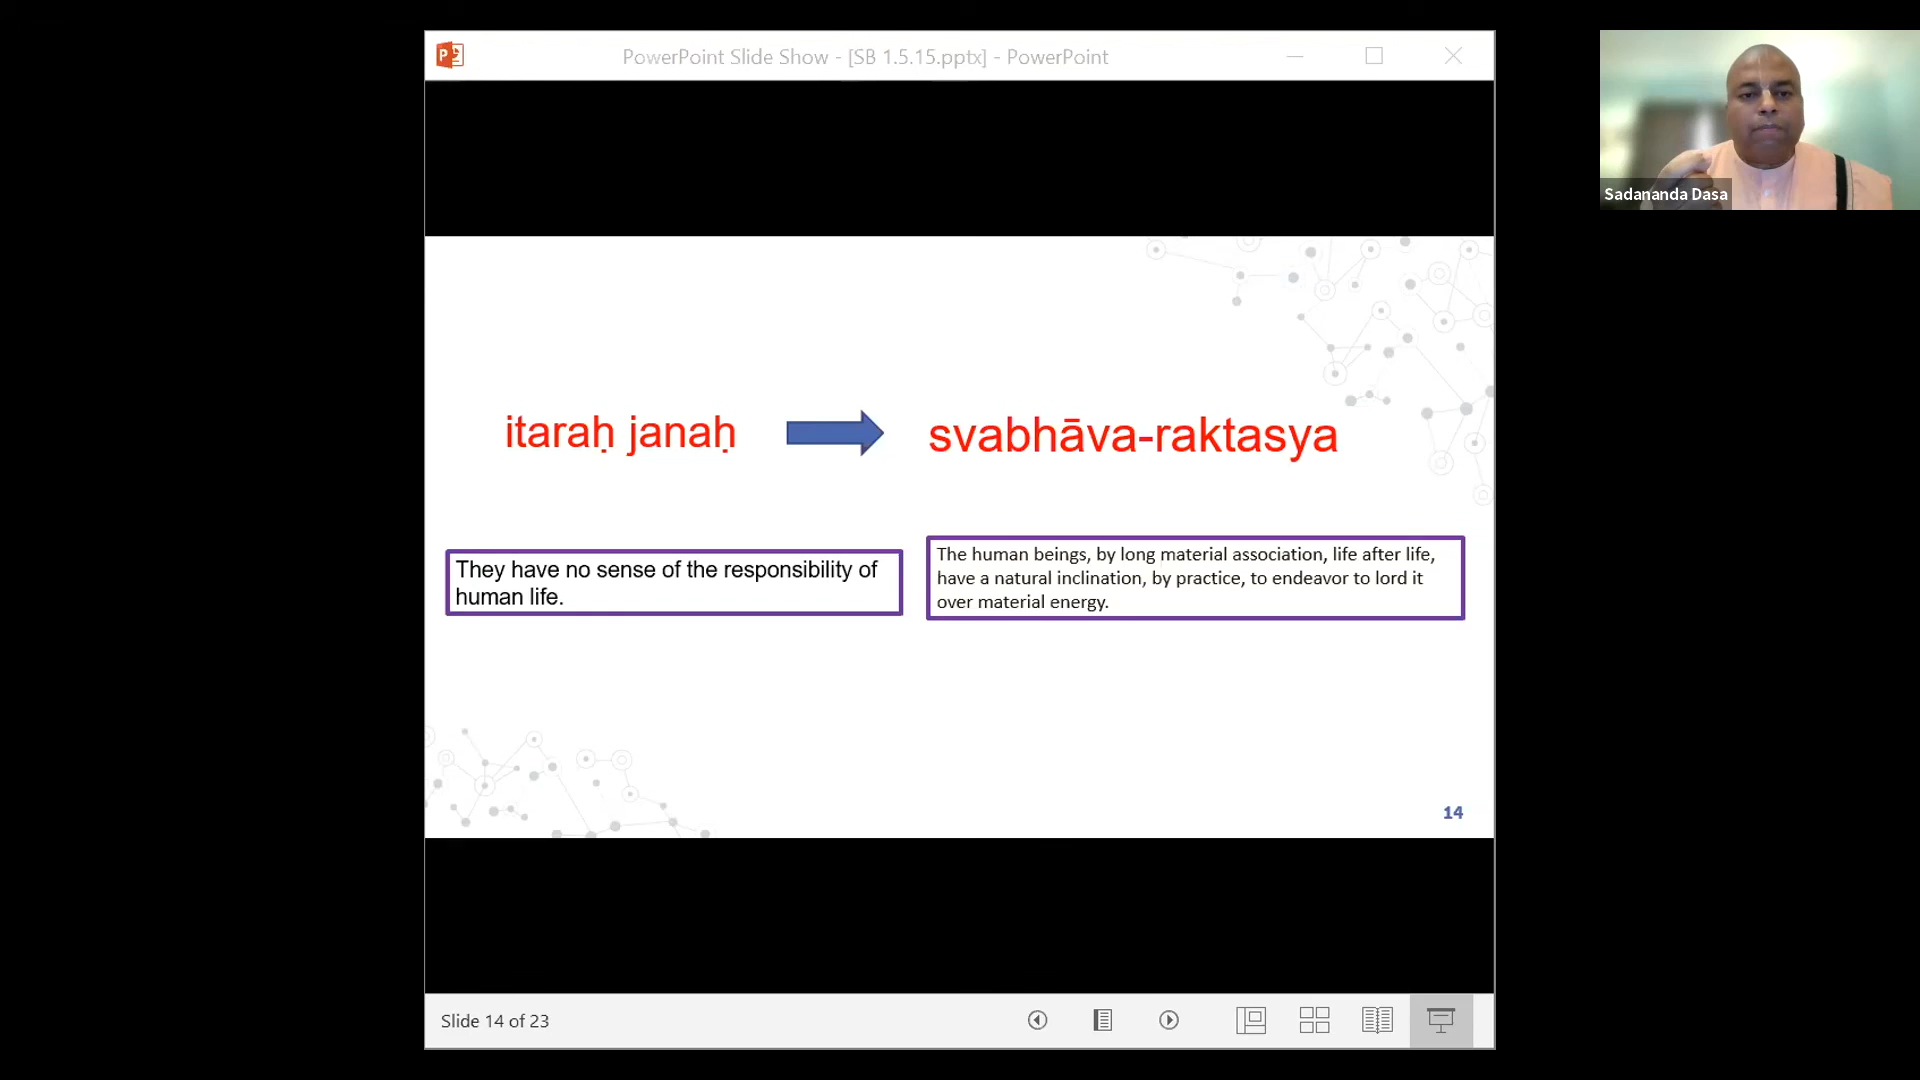 PowerPoint Slide Show - [SB 1.5.15.pptx] - PowerPoint
Sadananda Dasa
itaraḥ janaḥ
svabhāva-raktasya
They have no sense of the responsibility of
human life.
The human beings, by long material association, life after life,
have a natural inclination, by practice, to endeavor to lord it
over material energy.
14
Slide 14 of 23